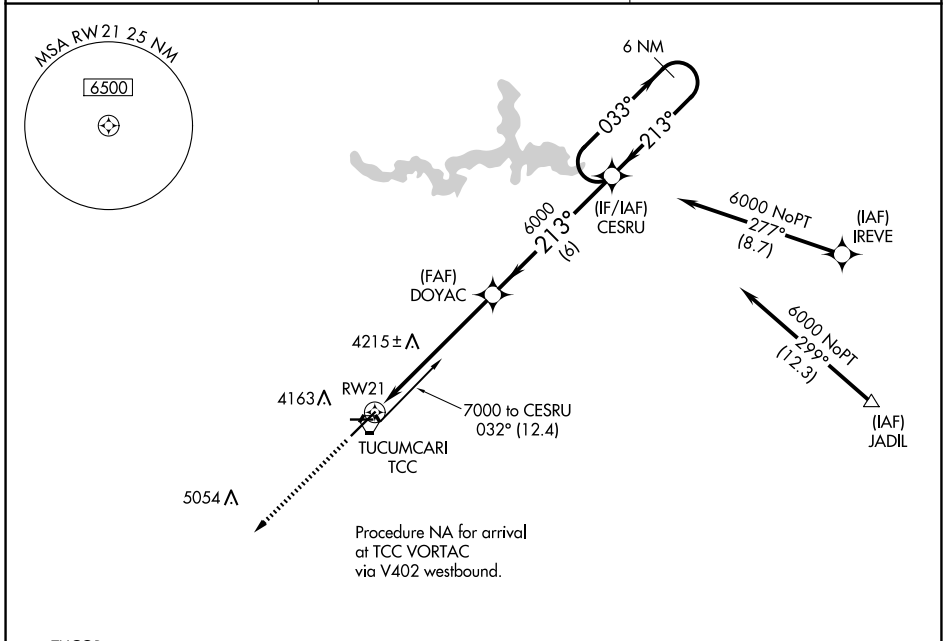 MSA RW21 25 NM
6500
6 NM
033°
213°
(IF/IAF)
CESRU
6000
213°
(6)
6000 NoPT
277°
(8.7)
(IAF)
IREVE
(FAF)
DOYAC
6000 NoPT
299°
(12.3)
(IAF)
JADIL
4215±
4163
RW21
7000 to CESRU
032° (12.4)
TUCUMCARI
TCC
5054
Procedure NA for arrival
at TCC VORTAC
via V402 westbound.